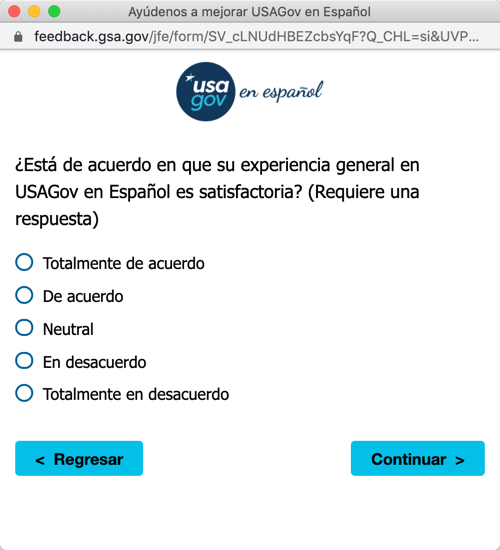 Ayúdenos a mejorar USAGov en Español
feedback.gsa.gov/jfe/form/SV_cLNUdHBEZcbsYqF?Q_CHL=si&UVP...
usa
gov
en español
¿Está de acuerdo en que su experiencia general en
USAGov en Español es satisfactoria? (Requiere una
respuesta)
Totalmente de acuerdo
De acuerdo
Neutral
En desacuerdo
Totalmente en desacuerdo
< Regresar
Continuar >